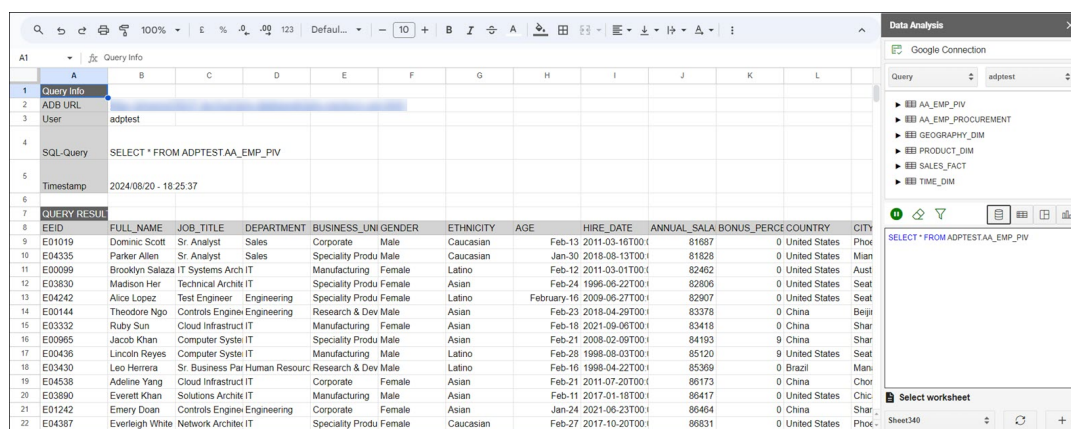 Data Analysis
100% £ % .0 .00 123 Defaul... 10 B I A
Google Connection
A1 fx Query Info
Query adptest
A B C D E F G H I J K L
1 Query Info
2 ADB URL
3 User adptest
4 SQL-Query SELECT * FROM ADPTEST.AA_EMP_PIV
5 Timestamp 2024/08/20 - 18:25:37
6
7 QUERY RESUL
8 EEID FULL_NAME JOB_TITLE DEPARTMENT BUSINESS_UNI GENDER ETHNICITY AGE HIRE_DATE ANNUAL_SALA BONUS_PERCE COUNTRY CITY
9 E01019 Dominic Scott Sr. Analyst Sales Corporate Male Caucasian Feb-13 2011-03-16T00:( 81687 0 United States Phoe
10 E04335 Parker Allen Sr. Analyst Sales Speciality Produ Male Caucasian Jan-30 2018-08-13T00:( 81828 0 United States Mian
11 E00099 Brooklyn Salaza IT Systems Arch IT Manufacturing Female Latino Feb-12 2011-03-01T00:( 82462 0 United States Aust
12 E03830 Madison Her Technical Archite IT Speciality Produ Female Asian Feb-24 1996-06-22T00:( 82806 0 United States Seat
13 E04242 Alice Lopez Test Engineer Engineering Speciality Produ Female Latino February-16 2009-06-27T00:( 82907 0 United States Seat
14 E00144 Theodore Ngo Controls Enginee Engineering Research & Dev Male Asian Feb-23 2018-04-29T00:( 83378 0 China Beijir
15 E03332 Ruby Sun Cloud Infrastruct IT Manufacturing Female Asian Feb-18 2021-09-06T00:( 83418 0 China Shar
16 E00965 Jacob Khan Computer Syste IT Speciality Produ Male Asian Feb-21 2008-02-09T00:( 84193 9 China Shar
17 E00436 Lincoln Reyes Computer Syste IT Manufacturing Male Latino Feb-28 1998-08-03T00:( 85120 9 United States Seat
18 E03430 Leo Herrera Sr. Business Par Human Resourc Research & Dev Male Latino Feb-16 1998-04-22T00:( 85369 0 Brazil Mana
19 E04538 Adeline Yang Cloud Infrastruct IT Corporate Female Asian Feb-21 2011-07-20T00:( 86173 0 China Chor
20 E03890 Everett Khan Solutions Archite IT Manufacturing Male Asian Feb-11 2017-01-18T00:( 86417 0 United States Chic
21 E01242 Emery Doan Controls Enginee Engineering Corporate Female Asian Jan-24 2021-06-23T00:( 86464 0 China Shar
22 E04387 Everleigh White Network Architec IT Speciality Produ Female Caucasian Feb-27 2017-10-20T00:( 86831 0 United States Phoe
AA_EMP_PIV
AA_EMP_PROCUREMENT
GEOGRAPHY_DIM
PRODUCT_DIM
SALES_FACT
TIME_DIM
SELECT * FROM ADPTEST.AA_EMP_PIV
Select worksheet
Sheet340